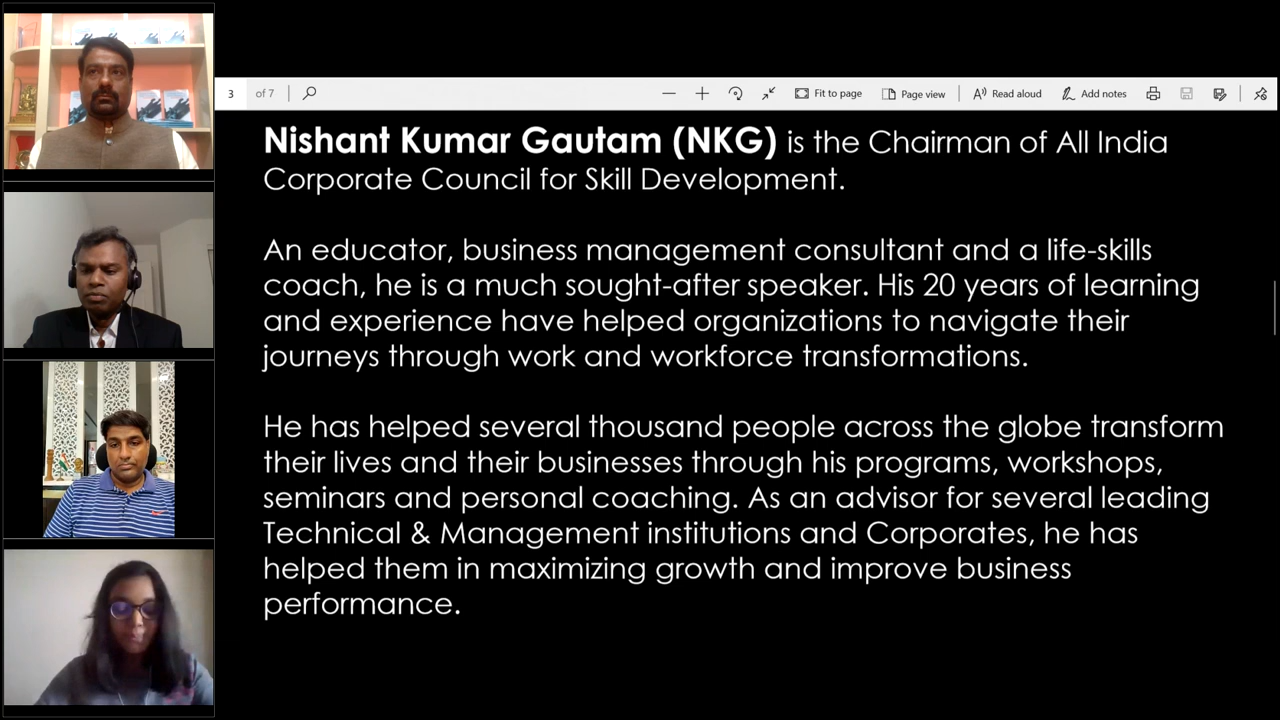 3 of 7
Fit to page
Page view
Read aloud
Add notes
Nishant Kumar Gautam (NKG) is the Chairman of All India
Corporate Council for Skill Development.
An educator, business management consultant and a life-skills
coach, he is a much sought-after speaker. His 20 years of learning
and experience have helped organizations to navigate their
journeys through work and workforce transformations.
He has helped several thousand people across the globe transform
their lives and their businesses through his programs, workshops,
seminars and personal coaching. As an advisor for several leading
Technical & Management institutions and Corporates, he has
helped them in maximizing growth and improve business
performance.